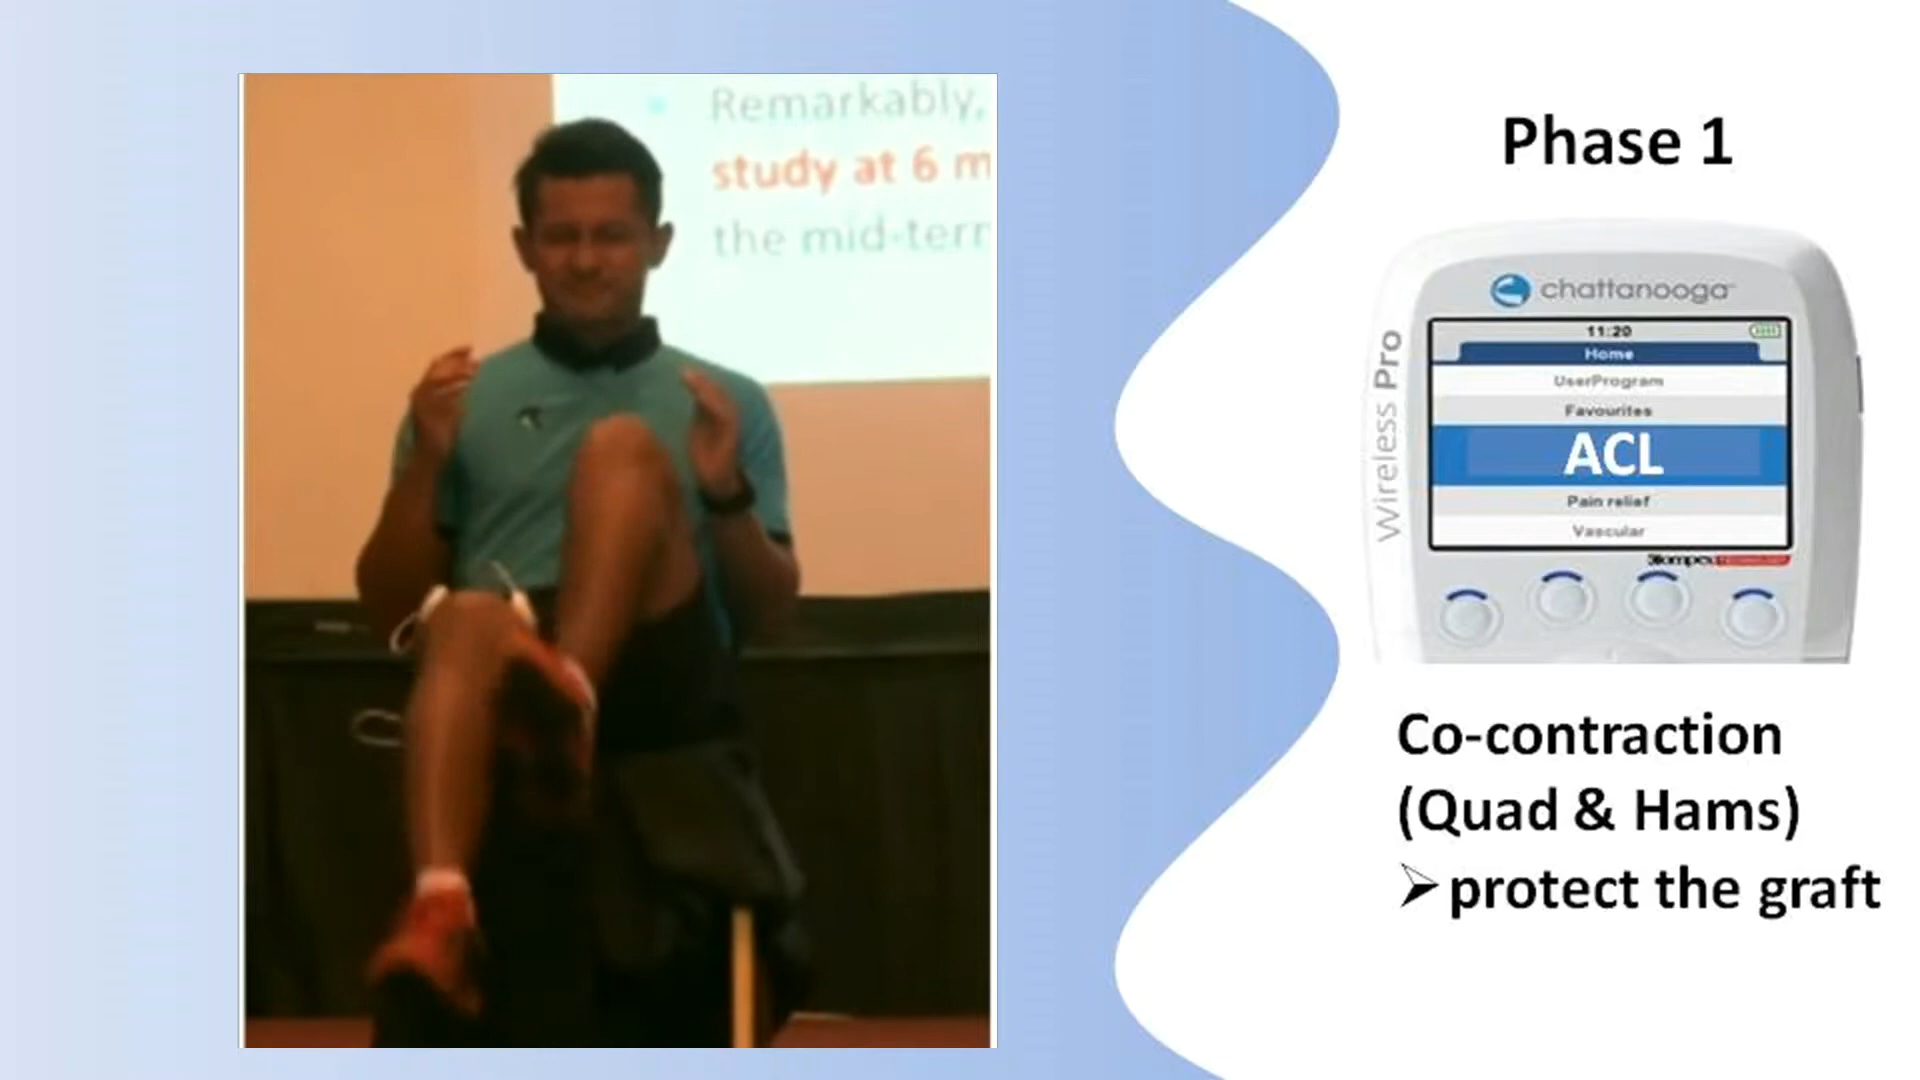 Remarkably,
study at 6 m
the mid-terr
Phase 1
chattanooga
Wireless Pro
11:20
Home
UserProgram
Favourites
ACL
Pain relief
Vascular
Co-contraction
(Quad & Hams)
➢protect the graft